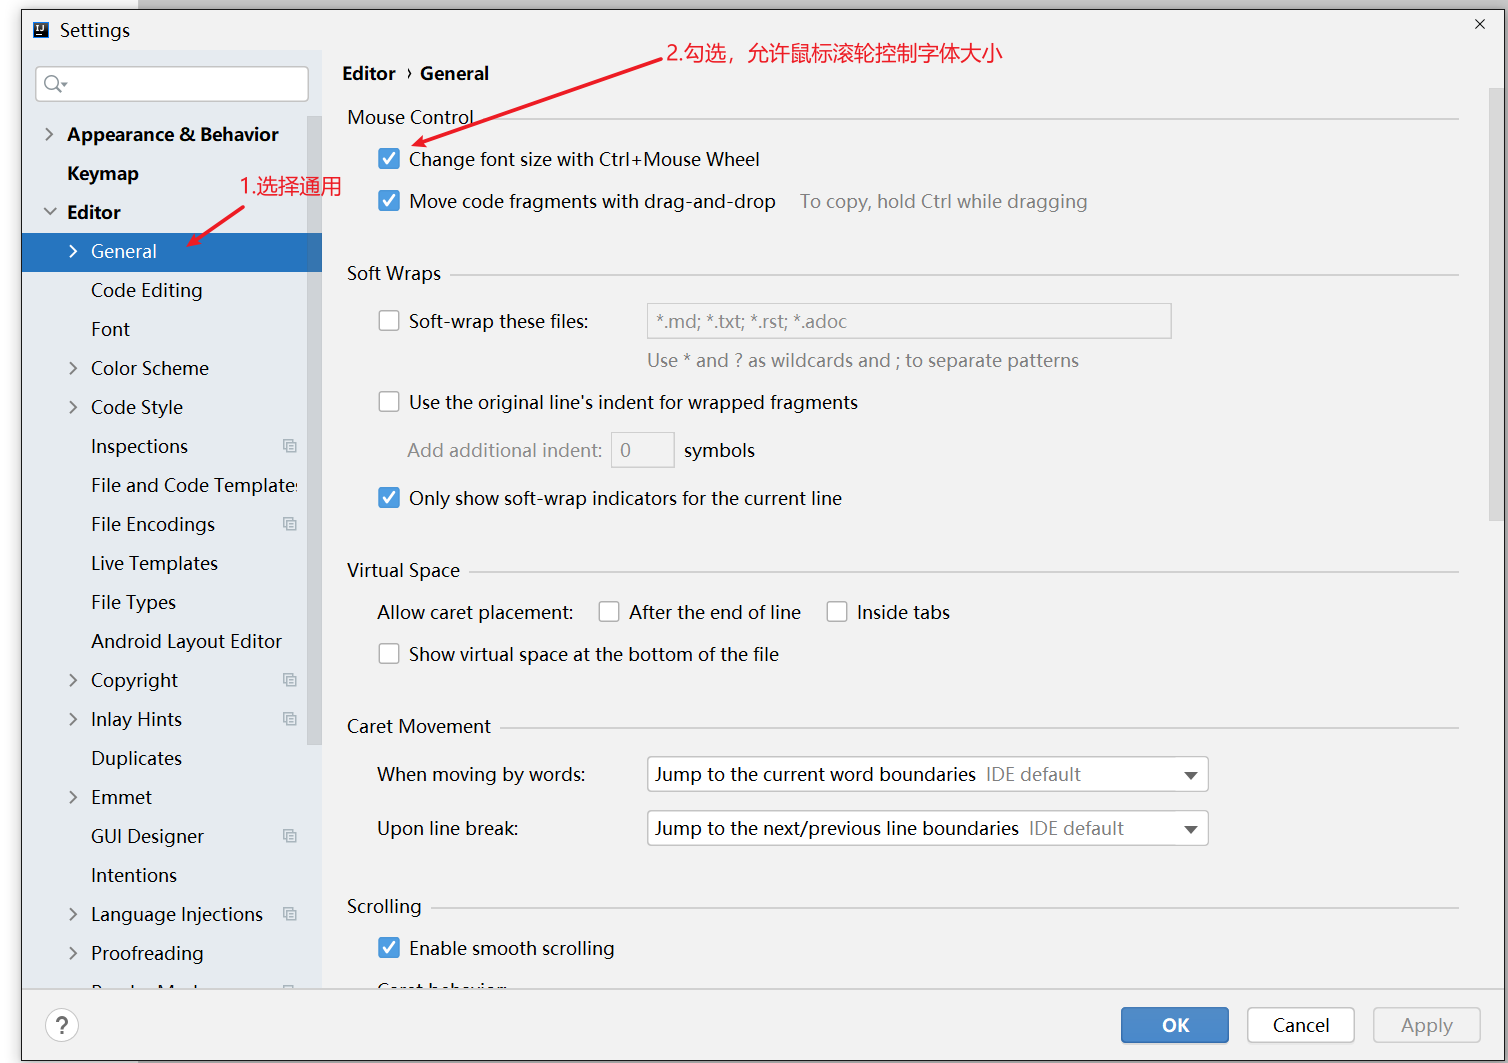 Settings
2.勾选，允许鼠标滚轮控制字体大小
Editor › General
Mouse Control
Appearance & Behavior
Change font size with Ctrl+Mouse Wheel
Keymap
1.选择通用
Move code fragments with drag-and-drop To copy, hold Ctrl while dragging
Editor
General
Soft Wraps
Code Editing
Soft-wrap these files: *.md; *.txt; *.rst; *.adoc
Font
Use * and ? as wildcards and ; to separate patterns
Color Scheme
Use the original line's indent for wrapped fragments
Code Style
Add additional indent: 0 symbols
Inspections
File and Code Templates
Only show soft-wrap indicators for the current line
File Encodings
Live Templates
Virtual Space
File Types
Allow caret placement: After the end of line Inside tabs
Android Layout Editor
Show virtual space at the bottom of the file
Copyright
Inlay Hints
Caret Movement
Duplicates
When moving by words: Jump to the current word boundaries IDE default
Emmet
Upon line break: Jump to the next/previous line boundaries IDE default
GUI Designer
Intentions
Scrolling
Language Injections
Enable smooth scrolling
Proofreading
Caret behavior:
? OK Cancel Apply